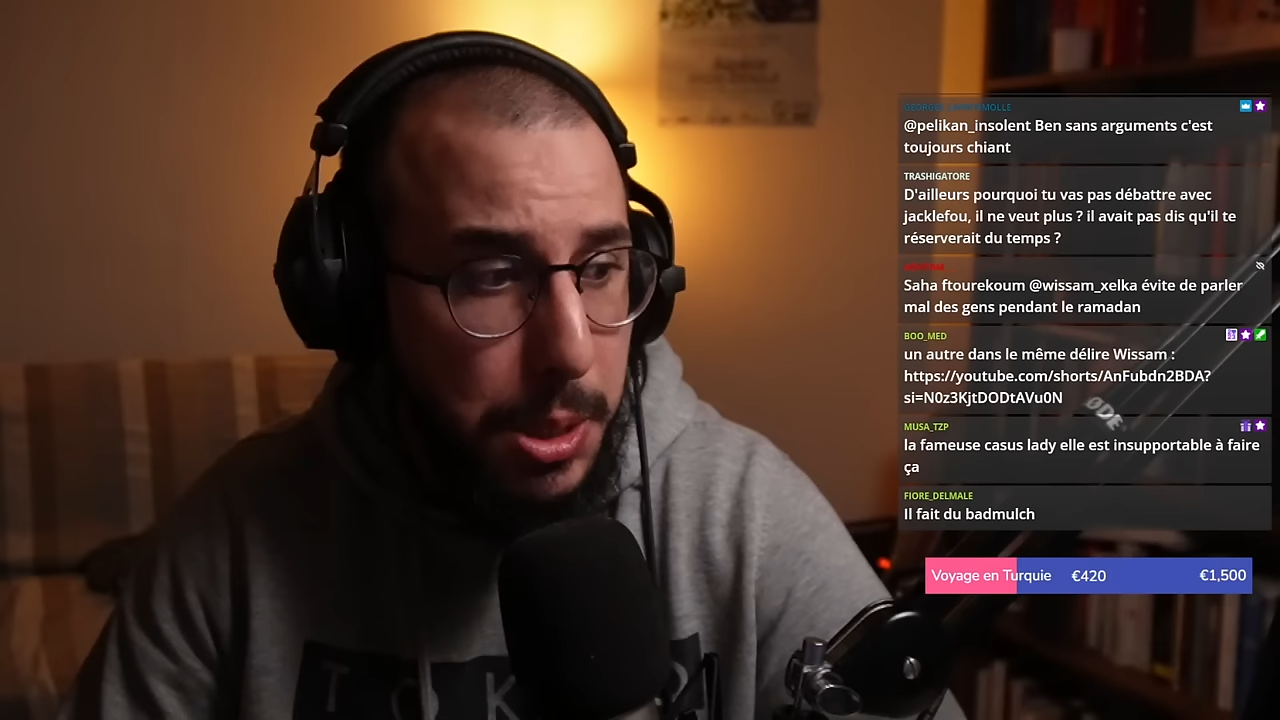 @pelikan_insolent Ben sans arguments c'est
toujours chiant
TRASHIGATORE
D'ailleurs pourquoi tu vas pas débattre avec
jacklefou, il ne veut plus ? il avait pas dis qu'il te
réserverait du temps ?
Saha ftourekoum @wissam_xelka évite de parler
mal des gens pendant le ramadan
BOO_MED
un autre dans le même délire Wissam :
https://youtube.com/shorts/AnFubdn2BDA?
si=N0z3KjtDODtAVu0N
MUSA_TZP
la fameuse casus lady elle est insupportable à faire
ça
FIORE_DELMALE
Il fait du badmulch
Voyage en Turquie €420 €1,500
RØDE
T O K